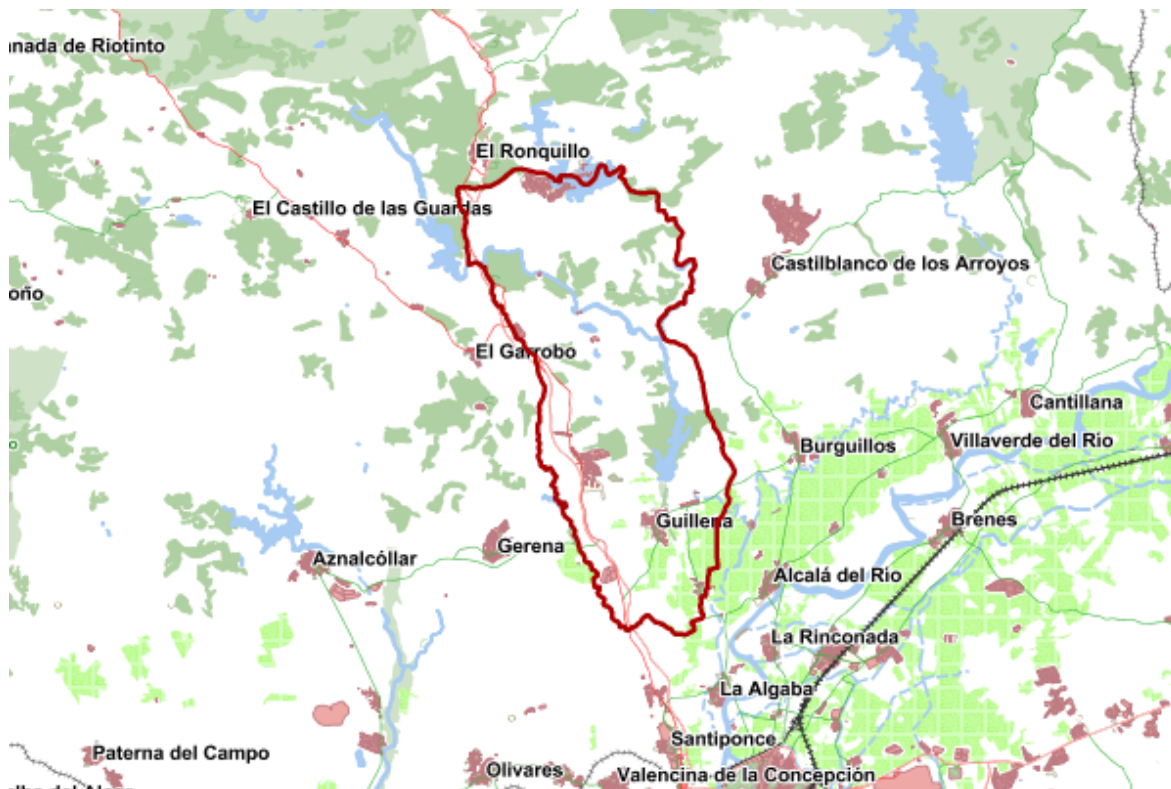 anada de Riotinto
El Ronquillo
El Castillo de las Guardas
Castilblanco de los Arroyos
oño
El Garrobo
Cantillana
Villaverde del Rio
Burguillos
Guillena
Brenes
Gerena
Aznalcóllar
Alcalá del Rio
La Rinconada
La Algaba
Santiponce
Paterna del Campo
Olivares
Valencina de la Concepción